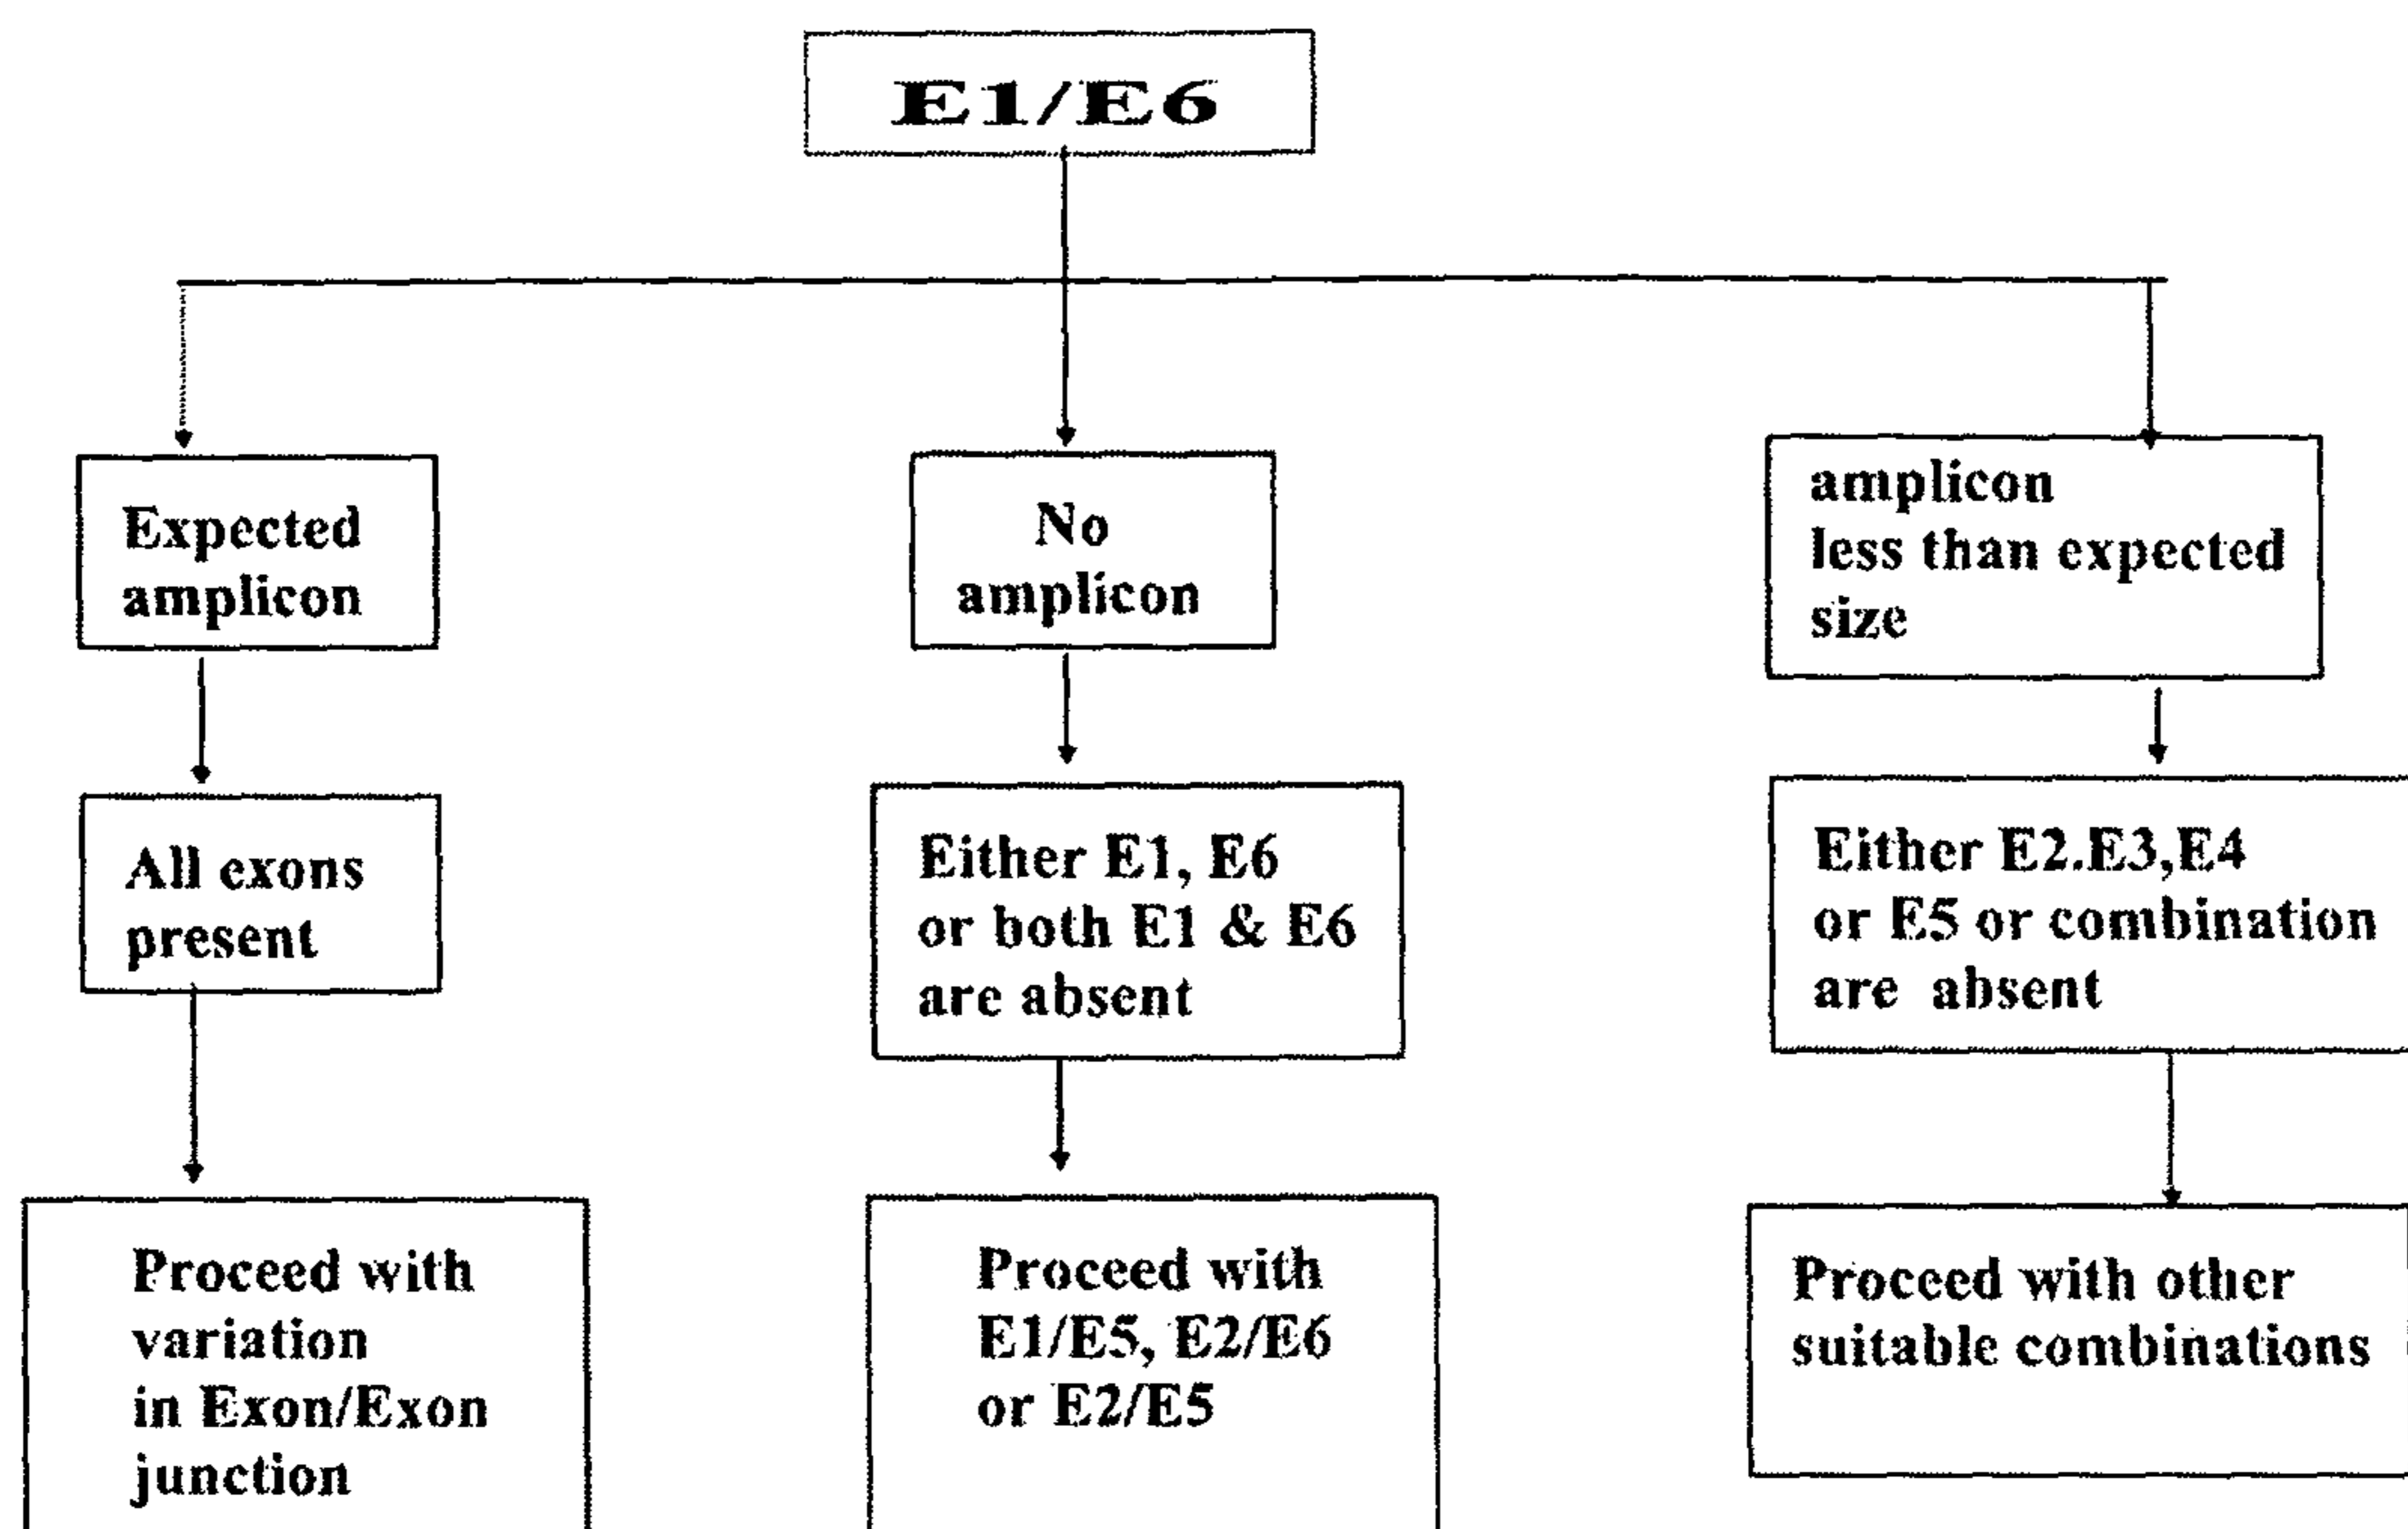 E1/E6
Expected
amplicon
No
amplicon
amplicon
less than expected
size
All exons
present
Either E1, E6
or both E1 & E6
are absent
Either E2.E3,E4
or E5 or combination
are absent
Proceed with
variation
in Exon/Exon
junction
Proceed with
E1/E5, E2/E6
or E2/E5
Proceed with other
suitable combinations